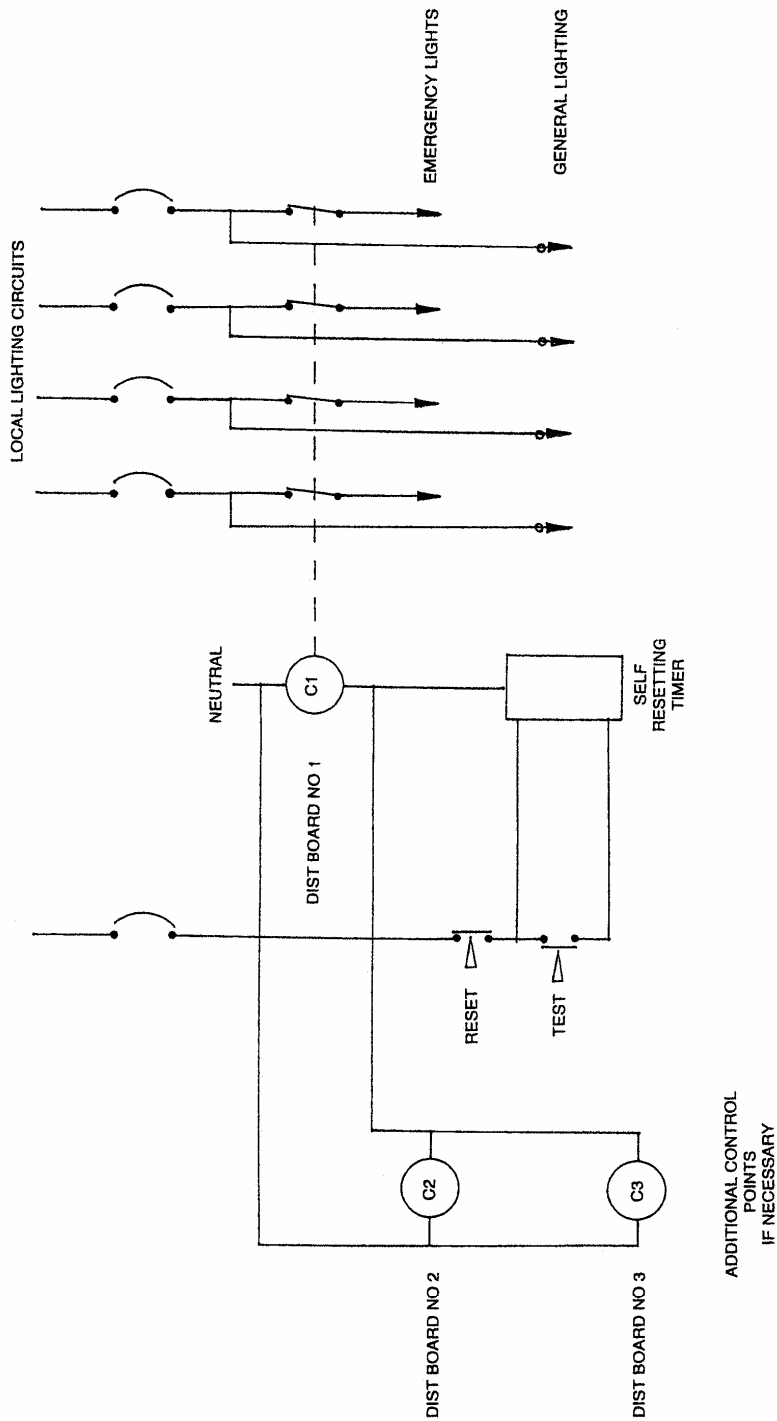 LOCAL LIGHTING CIRCUITS
EMERGENCY LIGHTS
GENERAL LIGHTING
NEUTRAL
C1
DIST BOARD NO 1
SELF
RESETTING
TIMER
RESET
TEST
C2
C3
DIST BOARD NO 2
DIST BOARD NO 3
ADDITIONAL CONTROL
POINTS
IF NECESSARY